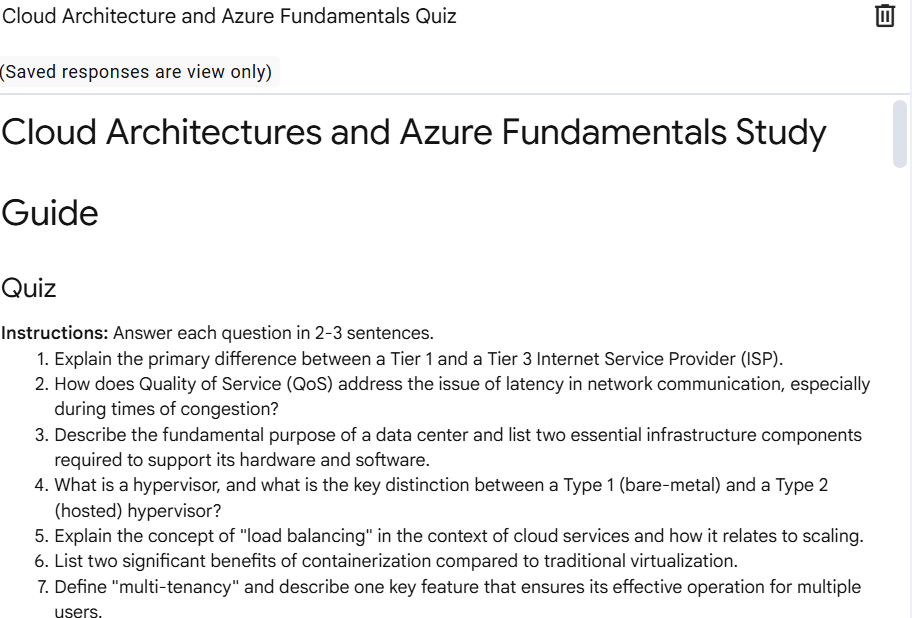 Cloud Architecture and Azure Fundamentals Quiz
(Saved responses are view only)
Cloud Architectures and Azure Fundamentals Study
Guide
Quiz
Instructions: Answer each question in 2-3 sentences.
1. Explain the primary difference between a Tier 1 and a Tier 3 Internet Service Provider (ISP).
2. How does Quality of Service (QoS) address the issue of latency in network communication, especially
during times of congestion?
3. Describe the fundamental purpose of a data center and list two essential infrastructure components
required to support its hardware and software.
4. What is a hypervisor, and what is the key distinction between a Type 1 (bare-metal) and a Type 2
(hosted) hypervisor?
5. Explain the concept of "load balancing" in the context of cloud services and how it relates to scaling.
6. List two significant benefits of containerization compared to traditional virtualization.
7. Define "multi-tenancy" and describe one key feature that ensures its effective operation for multiple
users.